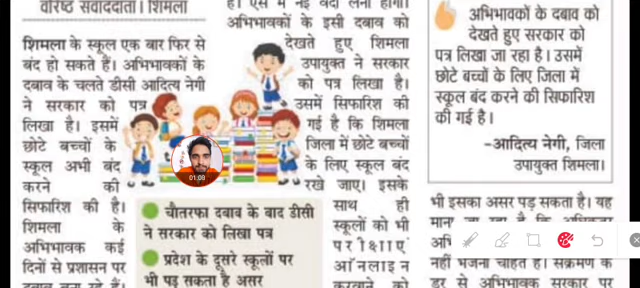 वरिष्ठ संवाददाता। शिमला
शिमला के स्कूल एक बार फिर से
बंद हो सकते हैं। अभिभावकों के
दबाव के चलते डीसी आदित्य नेगी
ने सरकार को पत्र
लिखा है। इसमें
छोटे बच्चों के
स्कूल अभी बंद
करने की
सिफारिश की है।
शिमला के
अभिभावक कई
दिनों से प्रशासन पर
चौतरफा दबाव के बाद डीसी
ने सरकार को लिखा पत्र
प्रदेश के दूसरे स्कूलों पर
भी पड़ सकता है असर
अभिभावकों के इसी दबाव को
देखते हुए शिमला
उपायुक्त ने सरकार
को पत्र लिखा है।
उसमें सिफारिश की
गई है कि शिमला
जिला में छोटे बच्चों
के लिए स्कूल बंद
रखे जाए। इसके
साथ ही
स्कूलों को भी
परीक्षाएं
ऑनलाइन
करवाने को
अभिभावकों के दबाव को
देखते हुए सरकार को
पत्र लिखा जा रहा है। उसमें
छोटे बच्चों के लिए जिला में
स्कूल बंद करने की सिफारिश
की गई है।
-आदित्य नेगी, जिला
उपायुक्त शिमला।
भी इसका असर पड़ सकता है। यह
नहीं भेजना चाहते हैं। संक्रमण के
डर से अभिभावक सरकार पर
01:08